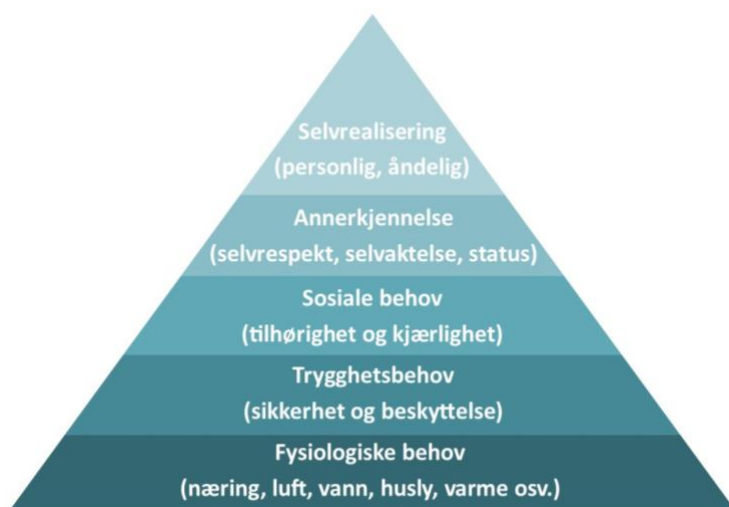 Selvrealisering
(personlig, åndelig)
Annerkjennelse
(selvrespekt, selvaktelse, status)
Sosiale behov
(tilhørighet og kjærlighet)
Trygghetsbehov
(sikkerhet og beskyttelse)
Fysiologiske behov
(næring, luft, vann, husly, varme osv.)